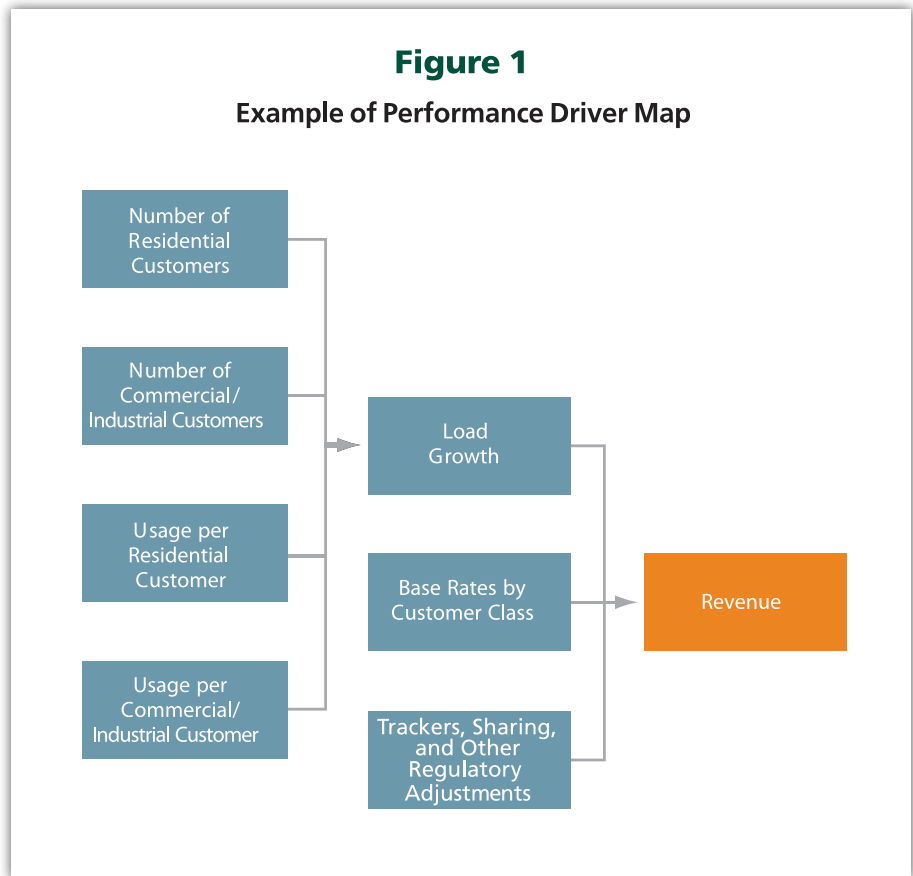 Figure 1
Example of Performance Driver Map
Number of
Residential
Customers
Number of
Commercial/
Industrial Customers
Usage per
Residential
Customer
Usage per
Commercial/
Industrial Customer
Load
Growth
Base Rates by
Customer Class
Trackers, Sharing,
and Other
Regulatory
Adjustments
Revenue